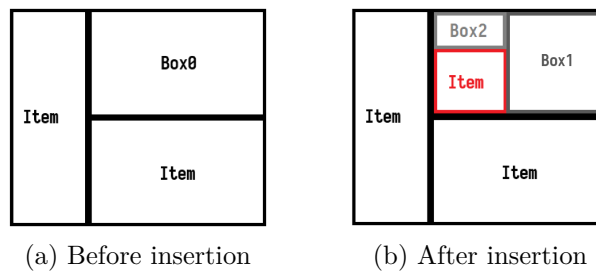 Box0
Item
Item
(a) Before insertion
Box2
Box1
Item
Item
Item
(b) After insertion